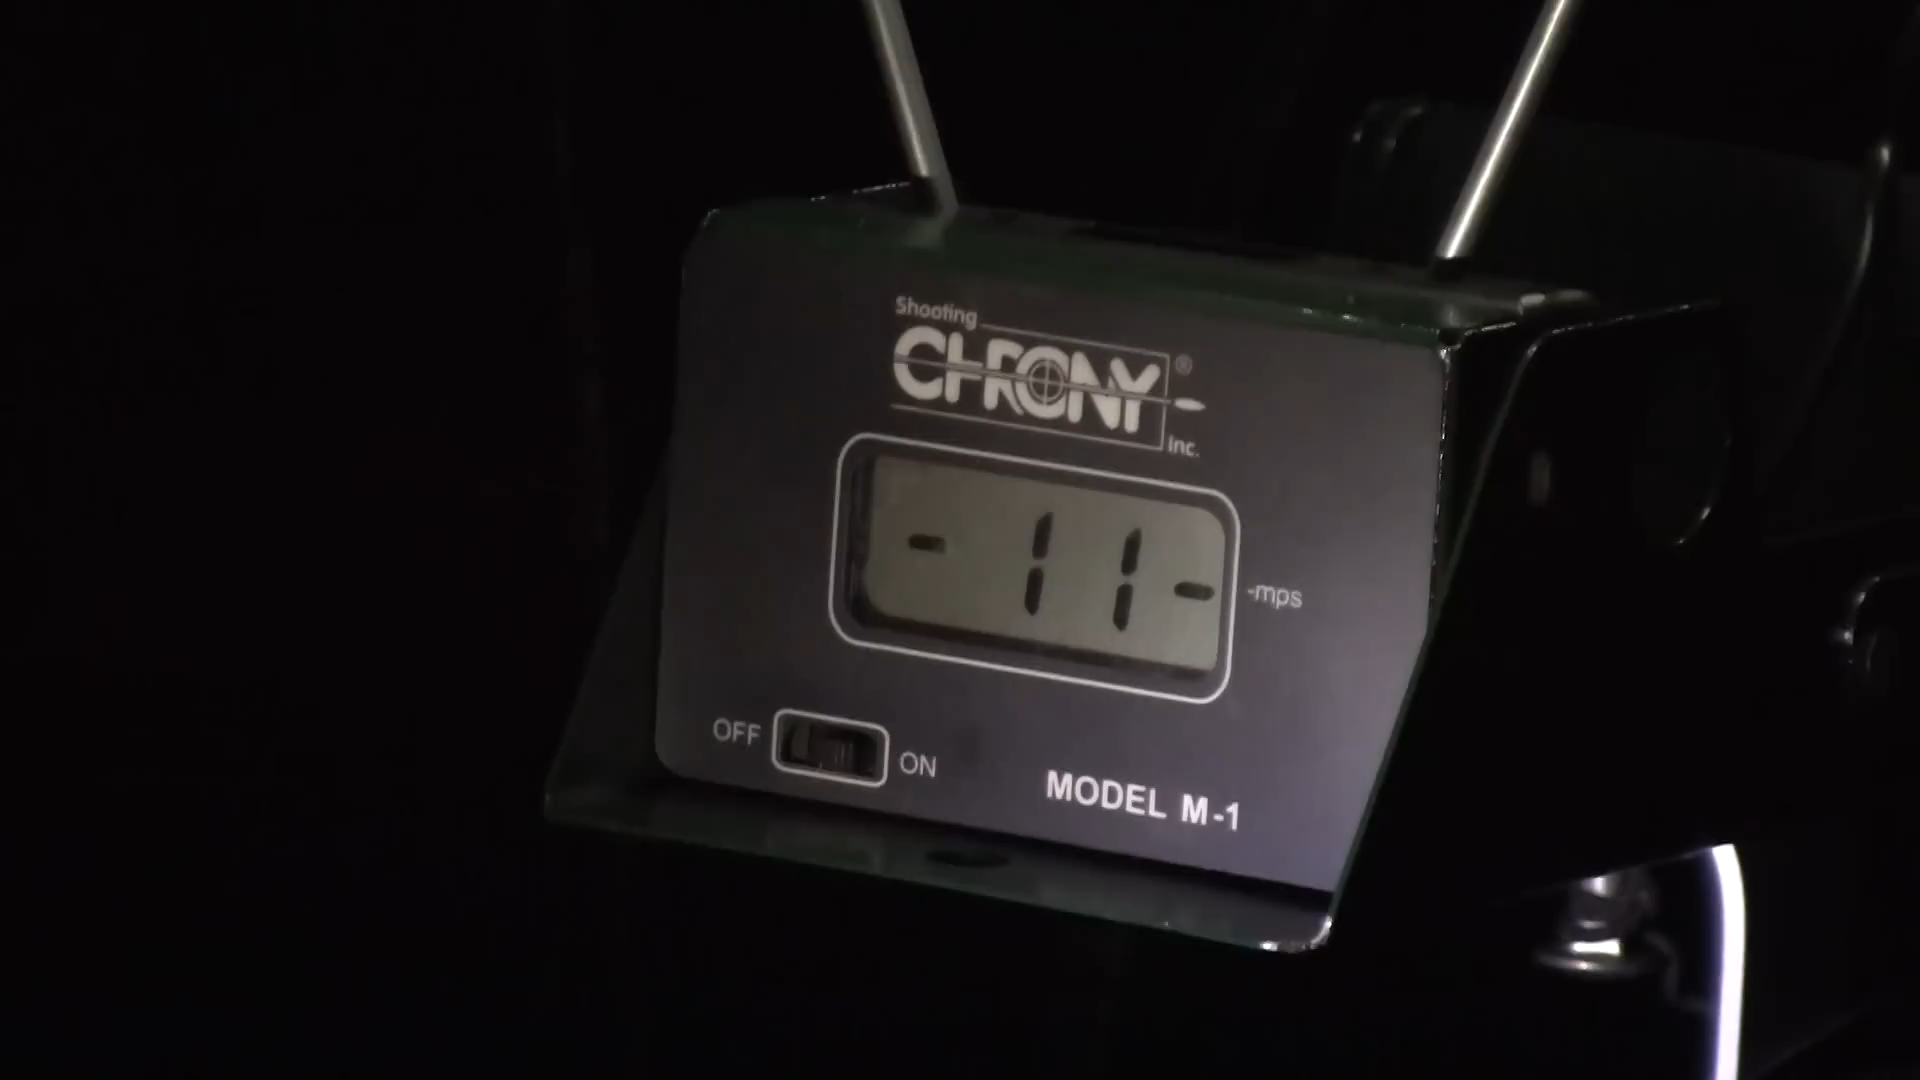 Shooting
CHRONY®
Inc.
- 11-
-mps
OFF
ON
MODEL M-1